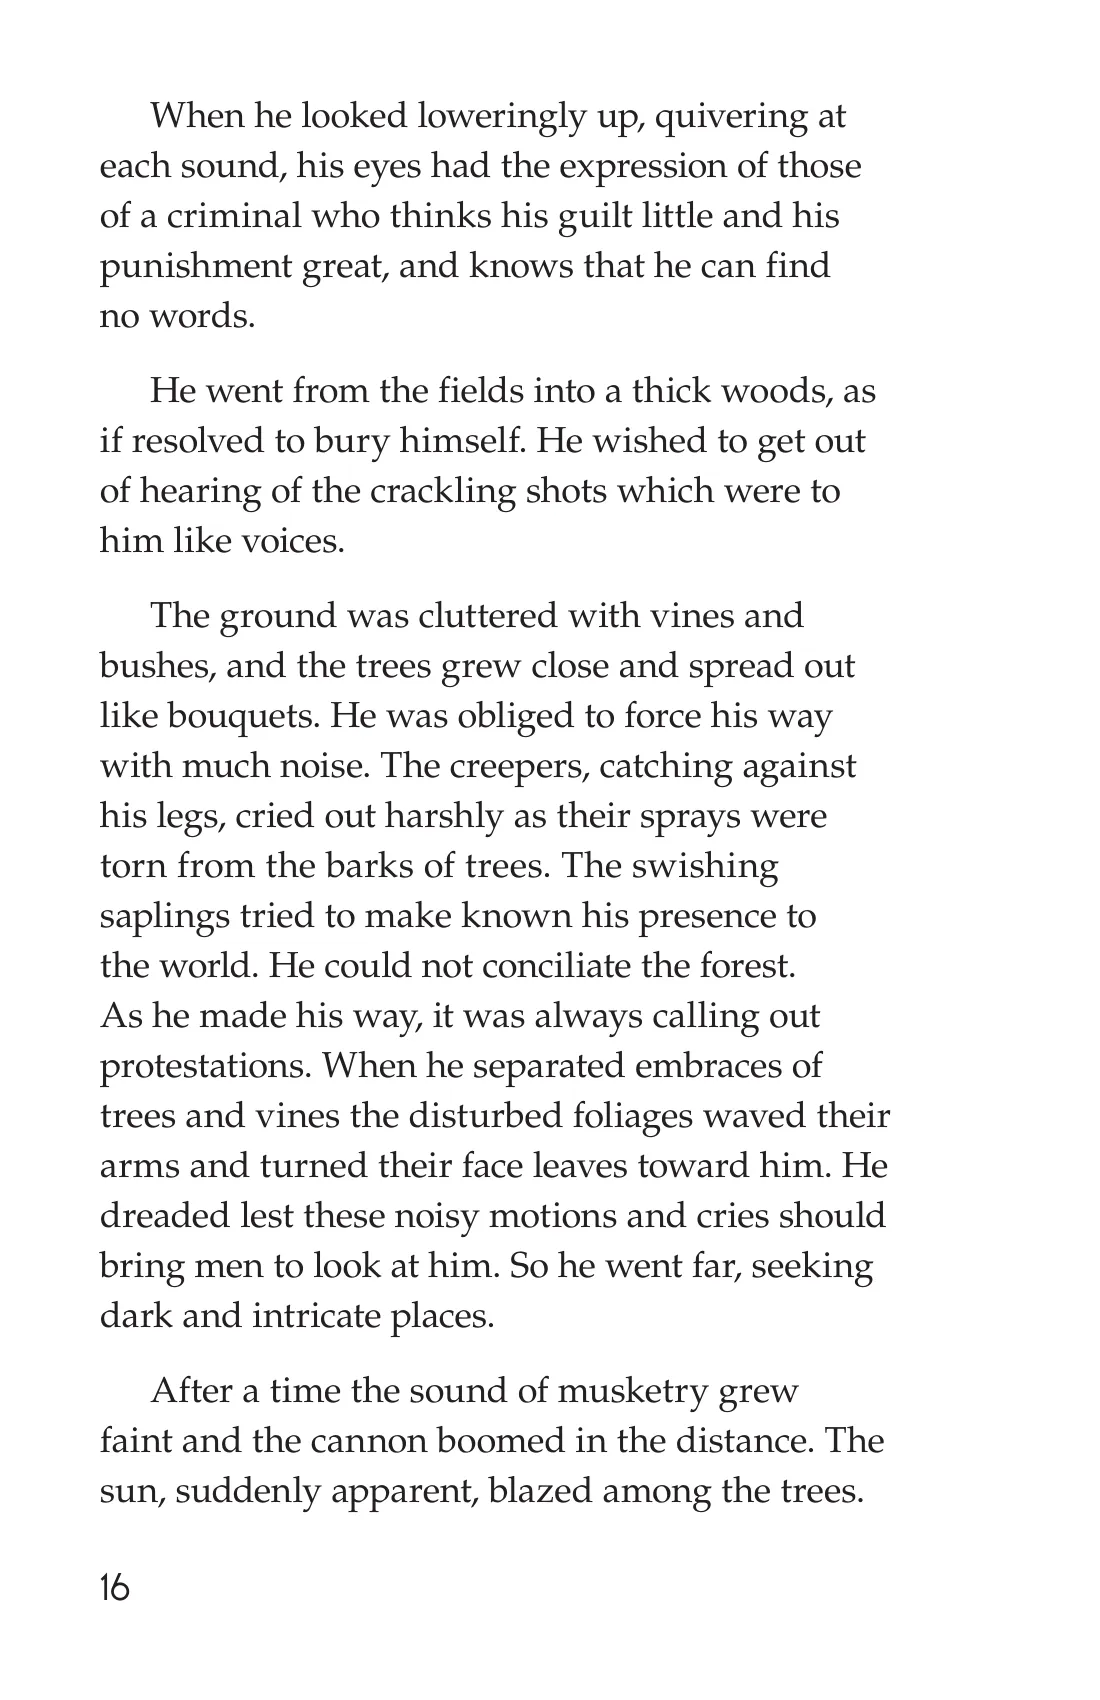 When he looked loweringly up, quivering at
each sound, his eyes had the expression of those
of a criminal who thinks his guilt little and his
punishment great, and knows that he can find
no words.
He went from the fields into a thick woods, as
if resolved to bury himself. He wished to get out
of hearing of the crackling shots which were to
him like voices.
The ground was cluttered with vines and
bushes, and the trees grew close and spread out
like bouquets. He was obliged to force his way
with much noise. The creepers, catching against
his legs, cried out harshly as their sprays were
torn from the barks of trees. The swishing
saplings tried to make known his presence to
the world. He could not conciliate the forest.
As he made his way, it was always calling out
protestations. When he separated embraces of
trees and vines the disturbed foliages waved their
arms and turned their face leaves toward him. He
dreaded lest these noisy motions and cries should
bring men to look at him. So he went far, seeking
dark and intricate places.
After a time the sound of musketry grew
faint and the cannon boomed in the distance. The
sun, suddenly apparent, blazed among the trees.
16